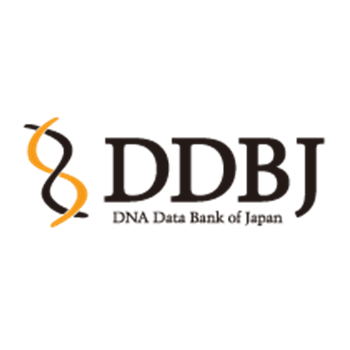 DDBJ
DNA Data Bank of Japan